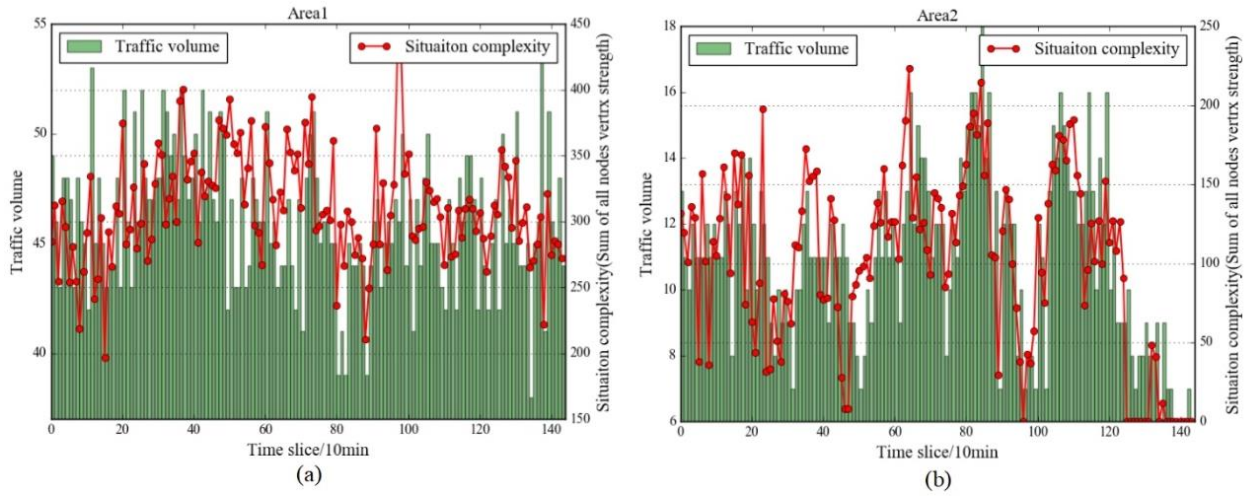 Area1
Traffic volume
Situaiton complexity
55
50
45
40
Traffic volume
450
400
350
300
250
200
150
Situaiton complexity(Sum of all nodes vertrx strength)
0 20 40 60 80 100 120 140
Time slice/10min
(a)
Area2
Traffic volume
Situaiton complexity
18
16
14
12
10
8
6
Traffic volume
250
200
150
100
50
0
Situaiton complexity(Sum of all nodes vertrx strength)
0 20 40 60 80 100 120 140
Time slice/10min
(b)